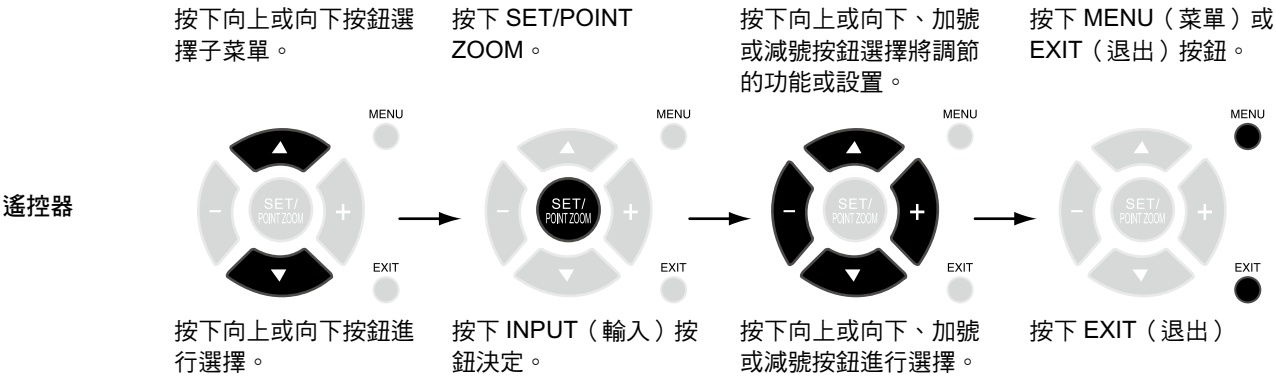 按下向上或向下按鈕選
擇子菜單。
按下 SET/POINT
ZOOM。
按下向上或向下、加號
或減號按鈕選擇將調節
的功能或設置。
按下 MENU（菜單）或
EXIT（退出）按鈕。
遙控器
MENU
－
SET/
POINT ZOOM
+
EXIT
MENU
－
SET/
POINT ZOOM
+
EXIT
MENU
－
SET/
POINT ZOOM
+
EXIT
MENU
－
SET/
POINT ZOOM
+
EXIT
按下向上或向下按鈕進
行選擇。
按下 INPUT（輸入）按
鈕決定。
按下向上或向下、加號
或減號按鈕進行選擇。
按下 EXIT（退出）